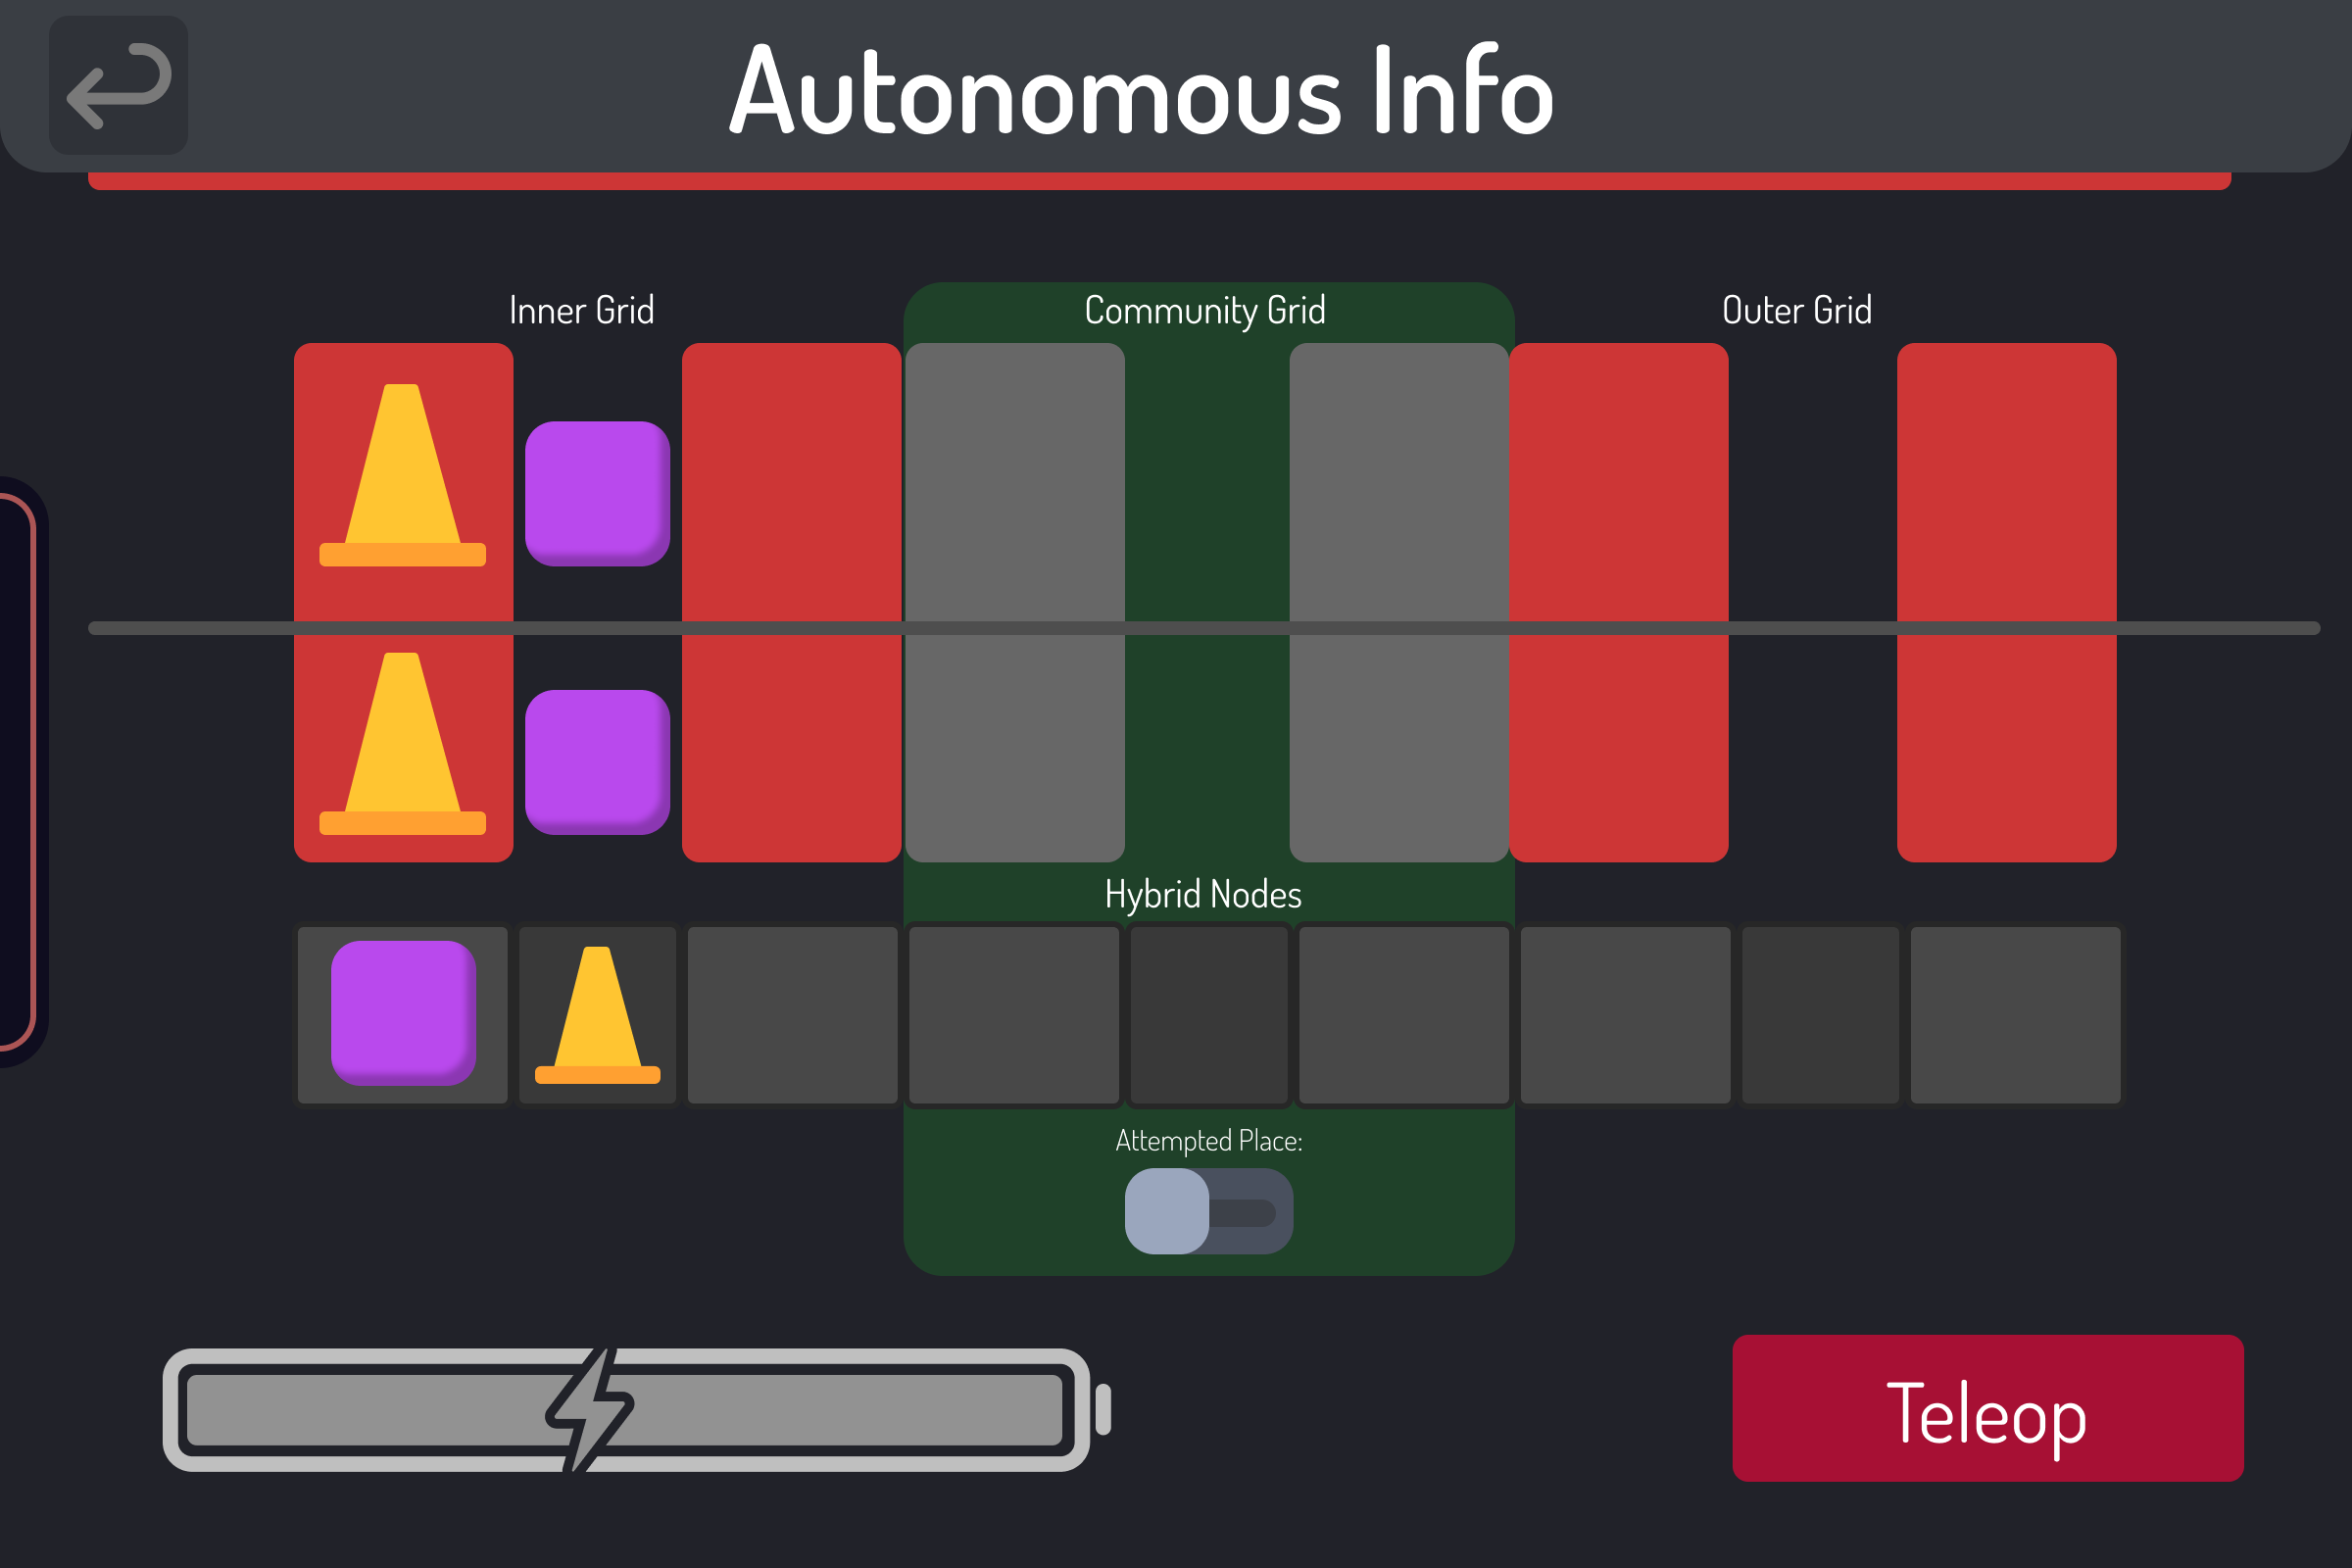 Autonomous Info
Inner Grid
Community Grid
Outer Grid
Hybrid Nodes
Attempted Place:
Teleop